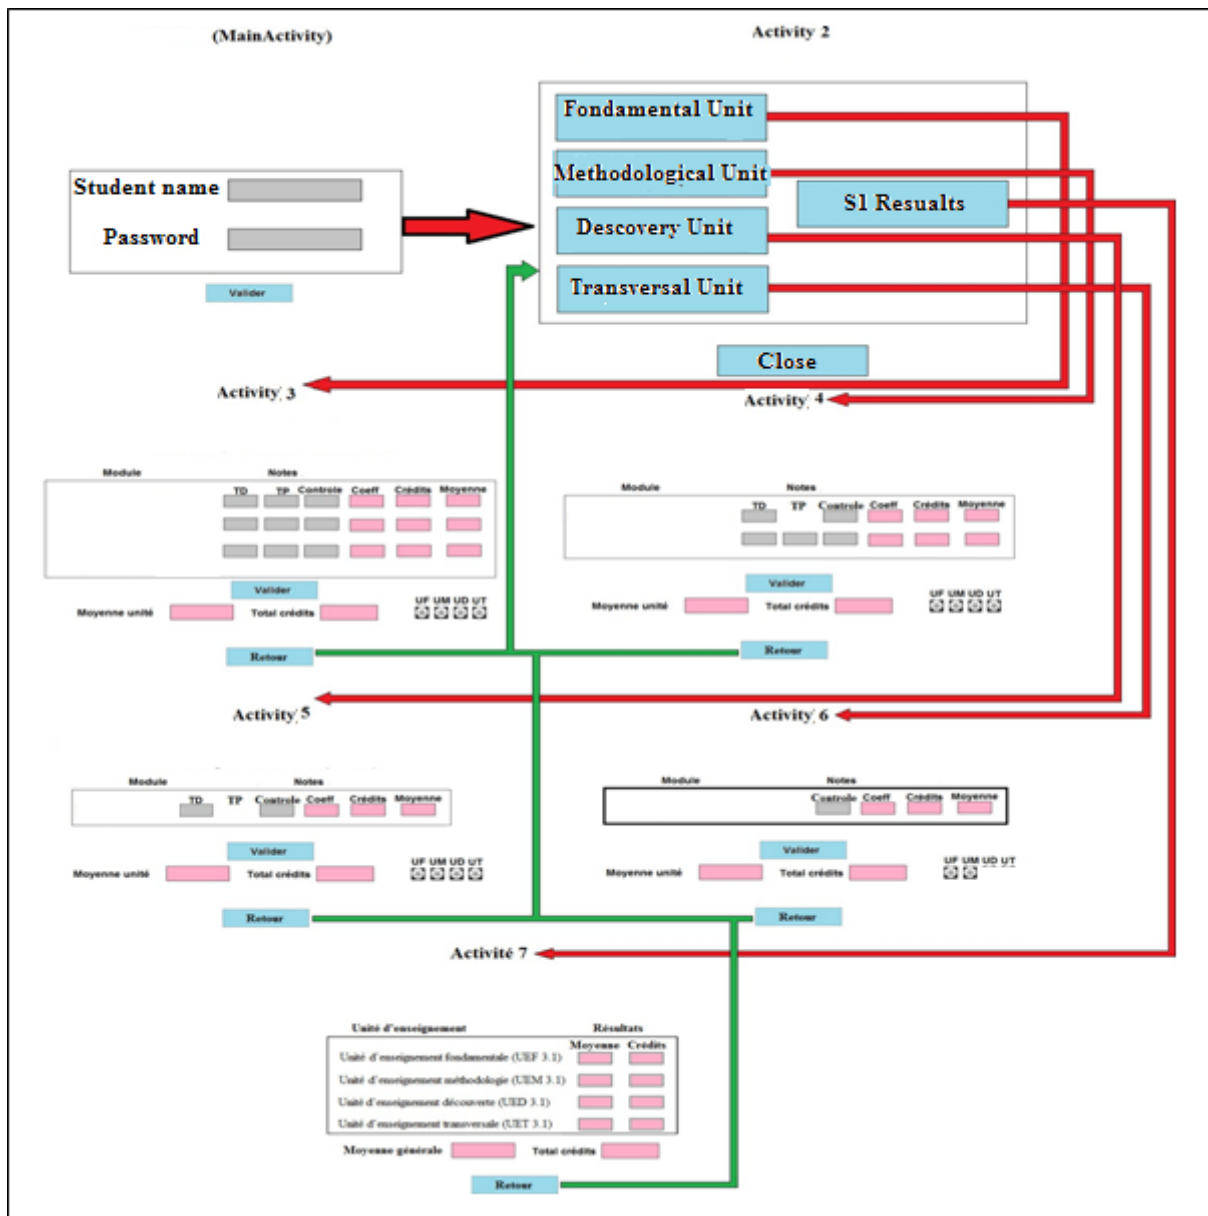 (MainActivity)
Activity 2
Fondamental Unit
Methodological Unit
Student name
S1 Resualts
Password
Descovery Unit
Transversal Unit
Valider
Close
Activity 3
Activity 4
Module Notes
TD TP Controle Coeff Crédits Moyenne
Valider
Moyenne unité Total crédits UF UM UD UT
Retour
Module Notes
TD TP Controle Coeff Crédits Moyenne
Valider
Moyenne unité Total crédits UF UM UD UT
Retour
Activity 5
Activity 6
Module Notes
TD TP Controle Coeff Crédits Moyenne
Valider
Moyenne unité Total crédits UF UM UD UT
Retour
Module Notes
Controle Coeff Crédits Moyenne
Valider
Moyenne unité Total crédits UF UM UD UT
Retour
Activité 7
Unité d'enseignement Résultats
Moyenne Crédits
Unité d'enseignement fondamentale (UEF 3.1)
Unité d'enseignement méthodologie (UEM 3.1)
Unité d'enseignement découverte (UED 3.1)
Unité d'enseignement transversale (UET 3.1)
Moyenne générale Total crédits
Retour